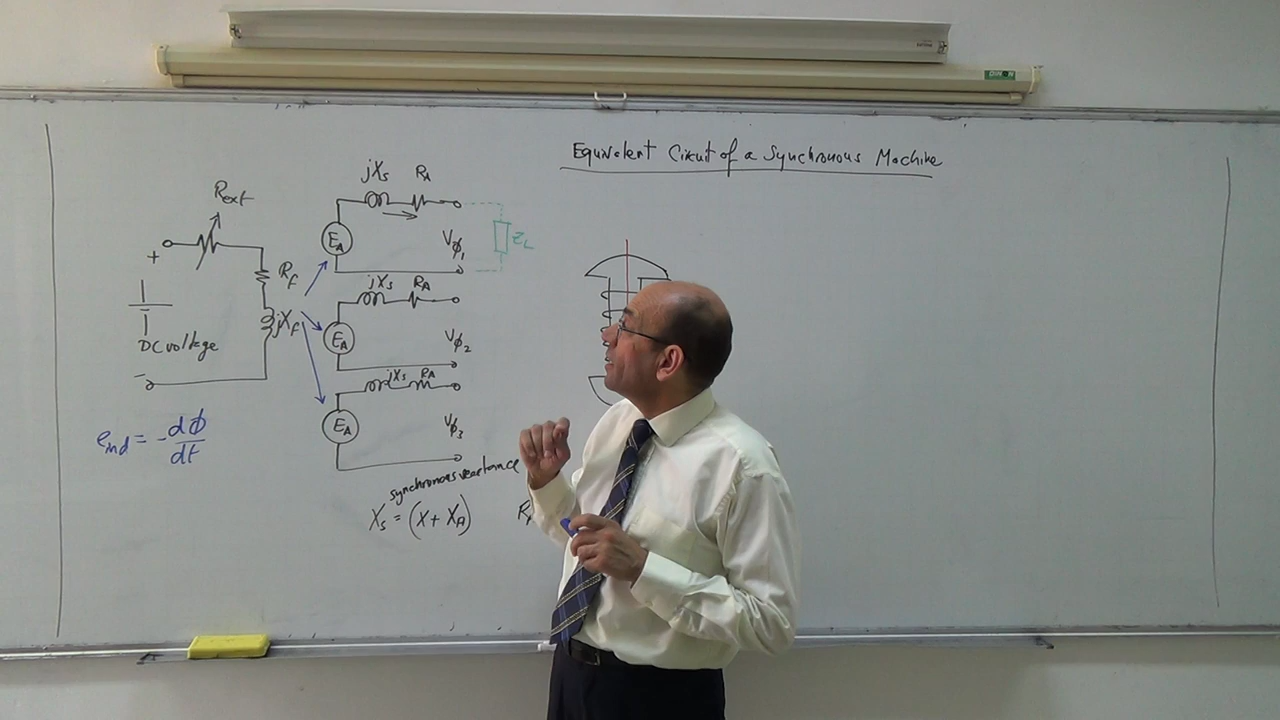 Equivalent Circuit of a Synchronous Machine
Rext
+
Rf
jXf
DC voltage
-
eind = -dϕ/dt
jXs RA
EA
Vϕ1
ZL
jXs RA
EA
Vϕ2
jXs RA
EA
Vϕ3
synchronous reactance
Xs = (X + XA)